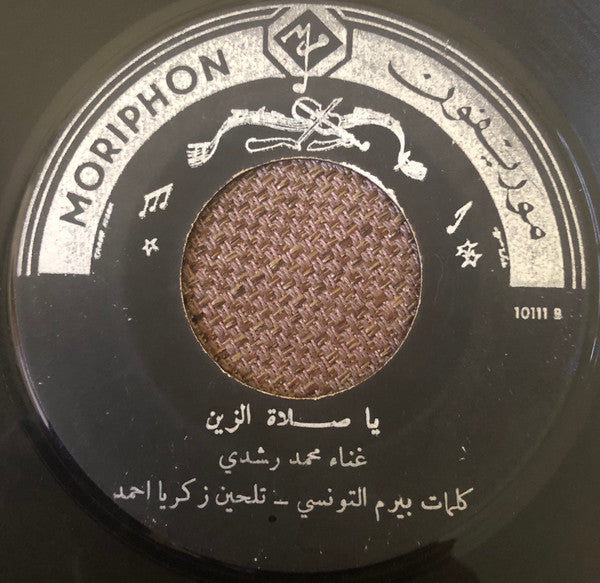 MORIPHON
موريفون
10111 B
يا صلاة الزين
غناء محمد رشدي
كلمات بيرم التونسي - تلحين زكريا احمد